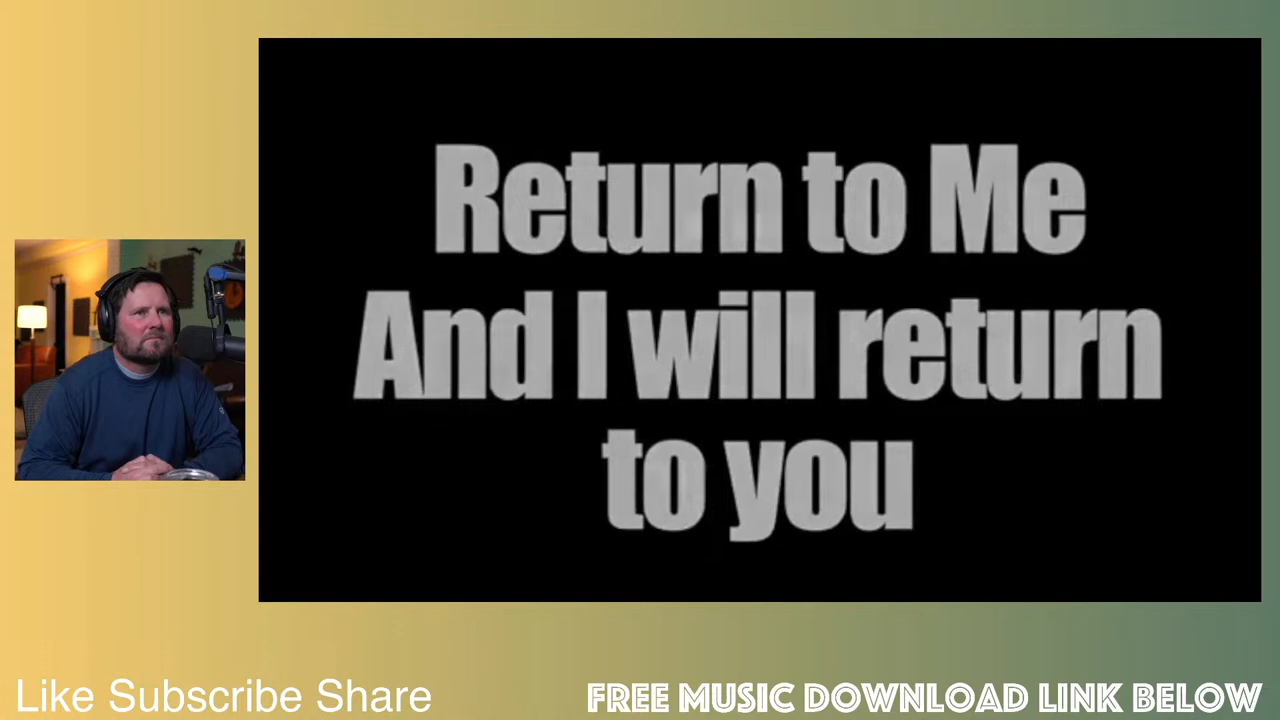 Return to Me
And I will return
to you
Like Subscribe Share
FREE MUSIC DOWNLOAD LINK BELOW